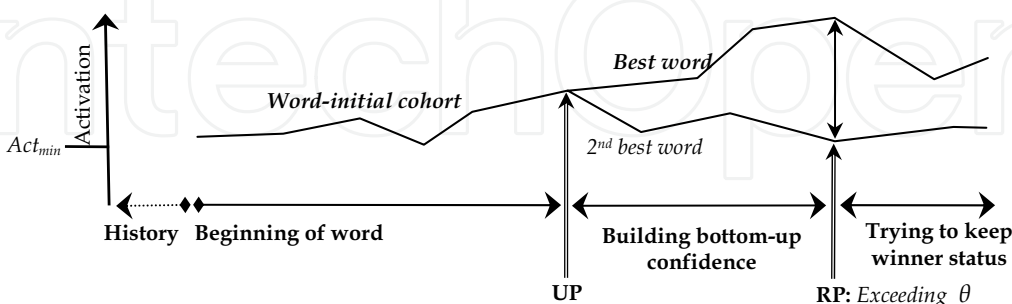 Activation
Best word
Word-initial cohort
Act_min
2nd best word
History
Beginning of word
Building bottom-up
confidence
Trying to keep
winner status
UP
RP: Exceeding θ